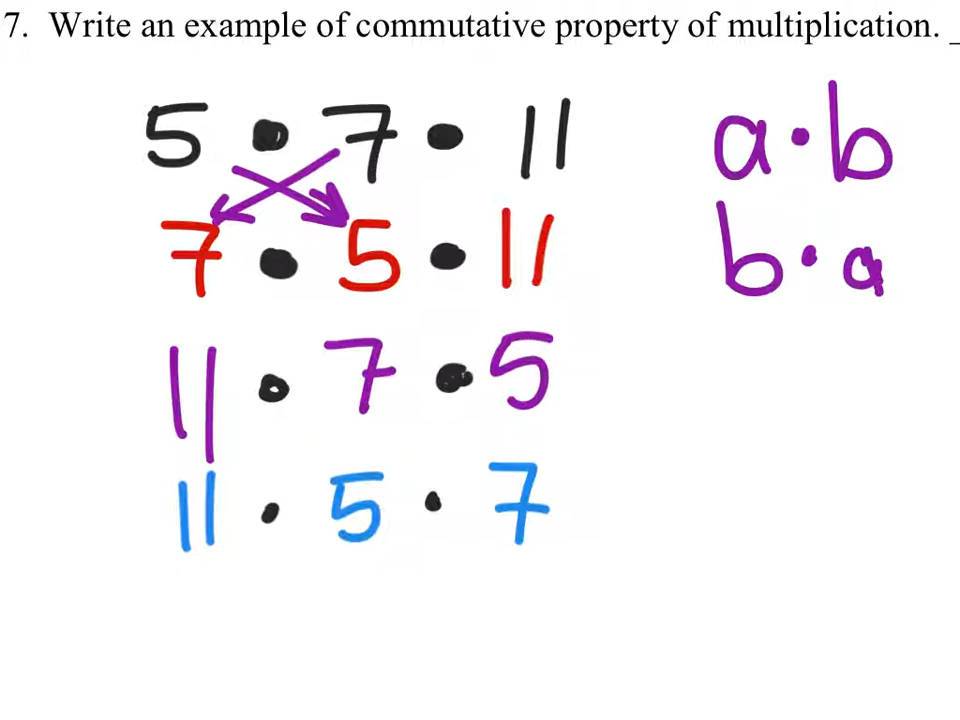 7. Write an example of commutative property of multiplication. _
5 • 7 • 11
a • b
7 • 5 • 11
b • a
11 • 7 • 5
11 • 5 • 7